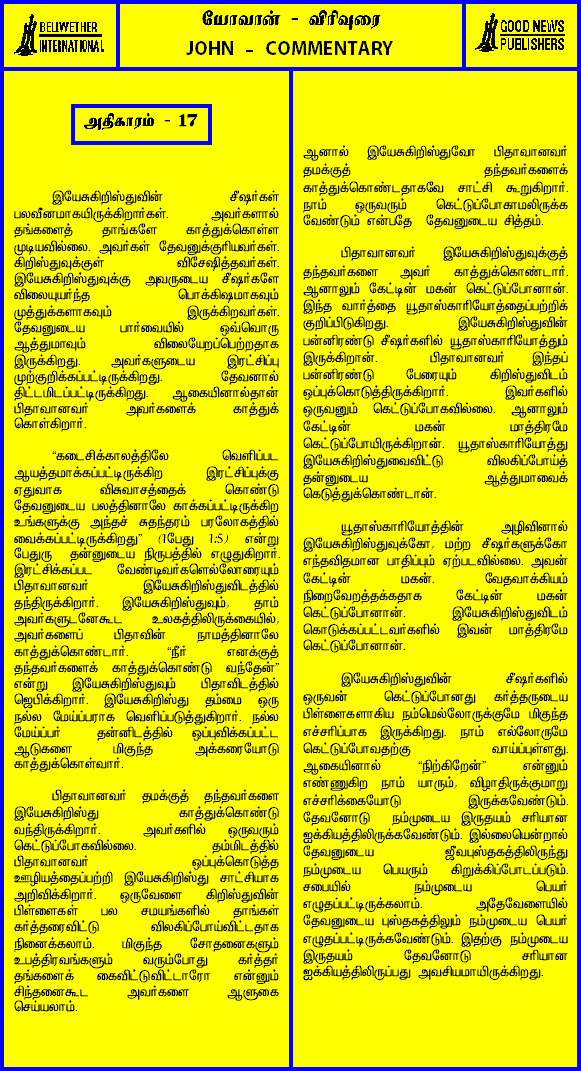 BELLWETHER
INTERNATIONAL
யோவான் - விரிவுரை
JOHN - COMMENTARY
GOOD NEWS
PUBLISHERS
அதிகாரம் - 17
இயேசுகிறிஸ்துவின் சீஷர்கள்
பலவீனமாகயிருக்கிறார்கள். அவர்களால்
தங்களைத் தாங்களே காத்துக்கொள்ள
முடியவில்லை. அவர்கள் தேவனுக்குரியவர்கள்.
கிறிஸ்துவுக்குள் விசேஷித்தவர்கள்.
இயேசுகிறிஸ்துவுக்கு அவருடைய சீஷர்களே
விலையுயர்ந்த பொக்கிஷமாகவும்
முத்துக்களாகவும் இருக்கிறவர்கள்.
தேவனுடைய பார்வையில் ஒவ்வொரு
ஆத்துமாவும் விலையேறப்பெற்றதாக
இருக்கிறது. அவர்களுடைய இரட்சிப்பு
முற்குறிக்கப்பட்டிருக்கிறது. தேவனால்
திட்டமிடப்பட்டிருக்கிறது. ஆகையினால்தான்
பிதாவானவர் அவர்களைக் காத்துக்
கொள்கிறார்.
“கடைசிக்காலத்திலே வெளிப்பட
ஆயத்தமாக்கப்பட்டிருக்கிற இரட்சிப்புக்கு
ஏதுவாக விசுவாசத்தைக் கொண்டு
தேவனுடைய பலத்தினாலே காக்கப்பட்டிருக்கிற
உங்களுக்கு அந்தச் சுதந்தரம் பரலோகத்தில்
வைக்கப்பட்டிருக்கிறது” (1பேது 1:5) என்று
பேதுரு தன்னுடைய நிருபத்தில் எழுதுகிறார்.
இரட்சிக்கப்பட வேண்டியவர்களெல்லோரையும்
பிதாவானவர் இயேசுகிறிஸ்துவிடத்தில்
தந்திருக்கிறார். இயேசுகிறிஸ்துவும், தாம்
அவர்களுடனேகூட உலகத்திலிருக்கையில்,
அவர்களைப் பிதாவின் நாமத்தினாலே
காத்துக்கொண்டார். “நீர் எனக்குத்
தந்தவர்களைக் காத்துக்கொண்டு வந்தேன்”
என்று இயேசுகிறிஸ்துவும் பிதாவிடத்தில்
ஜெபிக்கிறார். இயேசுகிறிஸ்து தம்மை ஒரு
நல்ல மேய்ப்பராக வெளிப்படுத்துகிறார். நல்ல
மேய்ப்பர் தன்னிடத்தில் ஒப்புவிக்கப்பட்ட
ஆடுகளை மிகுந்த அக்கரையோடு
காத்துக்கொள்வார்.
பிதாவானவர் தமக்குத் தந்தவர்களை
இயேசுகிறிஸ்து காத்துக்கொண்டு
வந்திருக்கிறார். அவர்களில் ஒருவரும்
கெட்டுப்போகவில்லை. தம்மிடத்தில்
பிதாவானவர் ஒப்புக்கொடுத்த
ஊழியத்தைப்பற்றி இயேசுகிறிஸ்து சாட்சியாக
அறிவிக்கிறார். ஒருவேளை கிறிஸ்துவின்
பிள்ளைகள் பல சமயங்களில் தாங்கள்
கர்த்தரைவிட்டு விலகிப்போய்விட்டதாக
நினைக்கலாம். மிகுந்த சோதனைகளும்
உபத்திரவங்களும் வரும்போது கர்த்தர்
தங்களைக் கைவிட்டுவிட்டாரோ என்னும்
சிந்தனைகூட அவர்களை ஆளுகை
செய்யலாம்.
ஆனால் இயேசுகிறிஸ்துவோ பிதாவானவர்
தமக்குத் தந்தவர்களைக்
காத்துக்கொண்டதாகவே சாட்சி கூறுகிறார்.
நாம் ஒருவரும் கெட்டுப்போகாமலிருக்க
வேண்டும் என்பதே தேவனுடைய சித்தம்.
பிதாவானவர் இயேசுகிறிஸ்துவுக்குத்
தந்தவர்களை அவர் காத்துக்கொண்டார்.
ஆனாலும் கேட்டின் மகன் கெட்டுப்போனான்.
இந்த வார்த்தை யூதாஸ்காரியோத்தைப்பற்றிக்
குறிப்பிடுகிறது. இயேசுகிறிஸ்துவின்
பன்னிரண்டு சீஷர்களில் யூதாஸ்காரியோத்தும்
இருக்கிறான். பிதாவானவர் இந்தப்
பன்னிரண்டு பேரையும் கிறிஸ்துவிடம்
ஒப்புக்கொடுத்திருக்கிறார். இவர்களில்
ஒருவனும் கெட்டுப்போகவில்லை. ஆனாலும்
கேட்டின் மகன் மாத்திரமே
கெட்டுப்போயிருக்கிறான். யூதாஸ்காரியோத்து
இயேசுகிறிஸ்துவைவிட்டு விலகிப்போய்த்
தன்னுடைய ஆத்துமாவைக்
கெடுத்துக்கொண்டான்.
யூதாஸ்காரியோத்தின் அழிவினால்
இயேசுகிறிஸ்துவுக்கோ, மற்ற சீஷர்களுக்கோ
எந்தவிதமான பாதிப்பும் ஏற்படவில்லை. அவன்
கேட்டின் மகன். வேதவாக்கியம்
நிறைவேறத்தக்கதாக கேட்டின் மகன்
கெட்டுப்போனான். இயேசுகிறிஸ்துவிடம்
கொடுக்கப்பட்டவர்களில் இவன் மாத்திரமே
கெட்டுப்போனான்.
இயேசுகிறிஸ்துவின் சீஷர்களில்
ஒருவன் கெட்டுப்போனது கர்த்தருடைய
பிள்ளைகளாகிய நம்மெல்லோருக்குமே மிகுந்த
எச்சரிப்பாக இருக்கிறது. நாம் எல்லோருமே
கெட்டுப்போவதற்கு வாய்ப்புள்ளது.
ஆகையினால் “நிற்கிறேன்” என்னும்
எண்ணுகிற நாம் யாரும், விழாதிருக்குமாறு
எச்சரிக்கையோடு இருக்கவேண்டும்.
தேவனோடு நம்முடைய இருதயம் சரியான
ஐக்கியத்திலிருக்கவேண்டும். இல்லையென்றால்
தேவனுடைய ஜீவபுஸ்தகத்திலிருந்து
நம்முடைய பெயரும் கிறுக்கிப்போடப்படும்.
சபையில் நம்முடைய பெயர்
எழுதப்பட்டிருக்கலாம். அதேவேளையில்
தேவனுடைய புஸ்தகத்திலும் நம்முடைய பெயர்
எழுதப்பட்டிருக்கவேண்டும். இதற்கு நம்முடைய
இருதயம் தேவனோடு சரியான
ஐக்கியத்திலிருப்பது அவசியமாயிருக்கிறது.